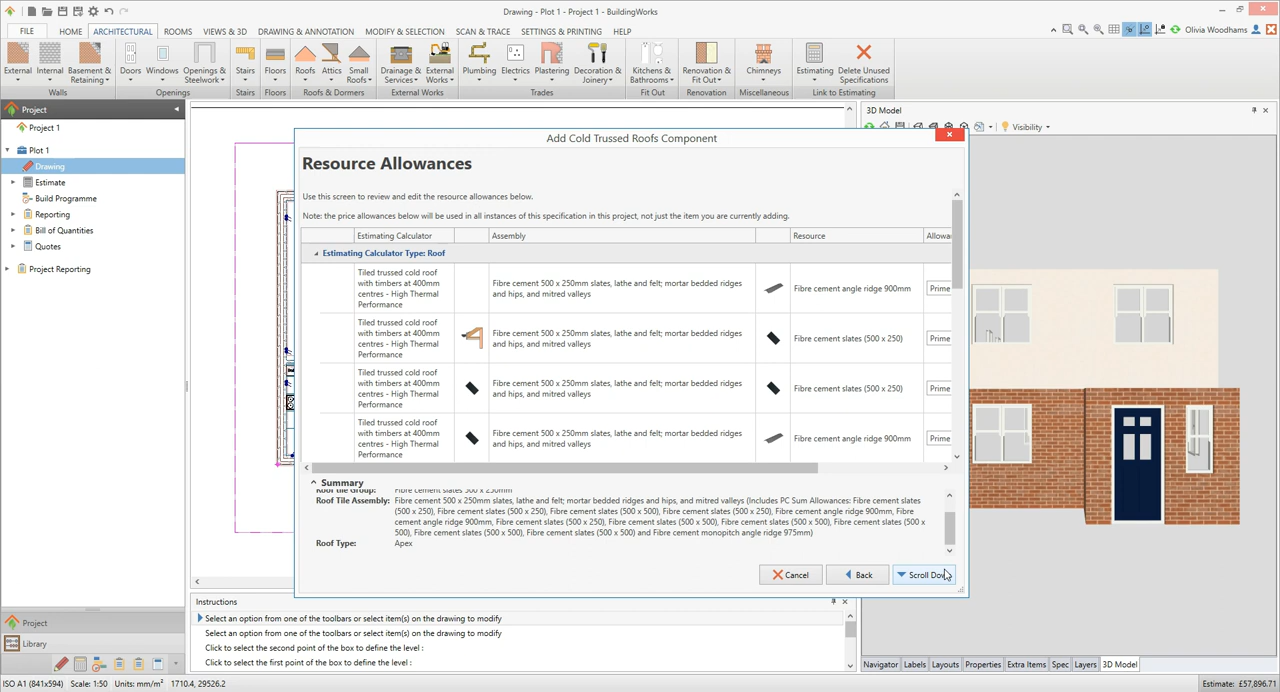 Drawing - Plot 1 - Project 1 - BuildingWorks
FILE HOME ARCHITECTURAL ROOMS VIEWS & 3D DRAWING & ANNOTATION MODIFY & SELECTION SCAN & TRACE SETTING & PRINTING HELP
Olivia Woodhams
External Internal Basement & Retaining Doors Windows Openings & Steelwork Stairs Floors Roofs Attics Small Roofs Drainage & Services External Works Plumbing Electrics Plastering Decoration & Joinery Kitchens & Bathrooms Renovation & Fit Out Chimneys Estimating Delete Unused Specifications
Walls Openings Stairs Floors Roofs & Dormers External Works Trades Fit Out Renovation Miscellaneous Link to Estimating
Project
Project 1
Plot 1
Drawing
Estimate
Build Programme
Reporting
Bill of Quantities
Quotes
Project Reporting
Project
Library
3D Model
Visibility
Add Cold Trussed Roofs Component
Resource Allowances
Use this screen to review and edit the resource allowances below.
Note: the price allowances below will be used in all instances of this specification in this project, not just the item you are currently adding.
Estimating Calculator Assembly Resource Allowa
Estimating Calculator Type: Roof
Tiled trussed cold roof
with timbers at 400mm
centres - High Thermal
Performance
Fibre cement 500 x 250mm slates, lathe and felt; mortar bedded ridges
and hips, and mitred valleys
Fibre cement angle ridge 900mm
Prime
Tiled trussed cold roof
with timbers at 400mm
centres - High Thermal
Performance
Fibre cement 500 x 250mm slates, lathe and felt; mortar bedded ridges
and hips, and mitred valleys
Fibre cement slates (500 x 250)
Prime
Tiled trussed cold roof
with timbers at 400mm
centres - High Thermal
Performance
Fibre cement 500 x 250mm slates, lathe and felt; mortar bedded ridges
and hips, and mitred valleys
Fibre cement slates (500 x 250)
Prime
Tiled trussed cold roof
with timbers at 400mm
centres - High Thermal
Performance
Fibre cement 500 x 250mm slates, lathe and felt; mortar bedded ridges
and hips, and mitred valleys
Fibre cement angle ridge 900mm
Prime
Summary
Roof Tile Group: Fibre cement slates 500 x 250mm
Roof Tile Assembly: Fibre cement 500 x 250mm slates, lathe and felt; mortar bedded ridges and hips, and mitred valleys (Includes PC Sum Allowances: Fibre cement slates
(500 x 250), Fibre cement angle ridge 900mm, Fibre cement slates (500 x 500), Fibre cement slates (500 x 250), Fibre cement angle ridge 900mm, Fibre
cement angle ridge 900mm, Fibre cement slates (500 x 250), Fibre cement slates (500 x 500), Fibre cement slates (500 x 250), Fibre cement slates (500 x
250), Fibre cement slates (500 x 500), Fibre cement slates (500 x 500) and Fibre cement monopitch angle ridge 975mm)
Roof Type: Apex
Cancel Back Scroll Down
Instructions
Select an option from one of the toolbars or select item(s) on the drawing to modify
Select an option from one of the toolbars or select item(s) on the drawing to modify
Click to select the second point of the box to define the level :
Click to select the first point of the box to define the level :
Navigator Labels Layouts Properties Extra Items Spec Layers 3D Model
ISO A1 (841x594) Scale: 1:50 Units: mm/m² 1710.4, 29526.2 Estimate: £57,896.71